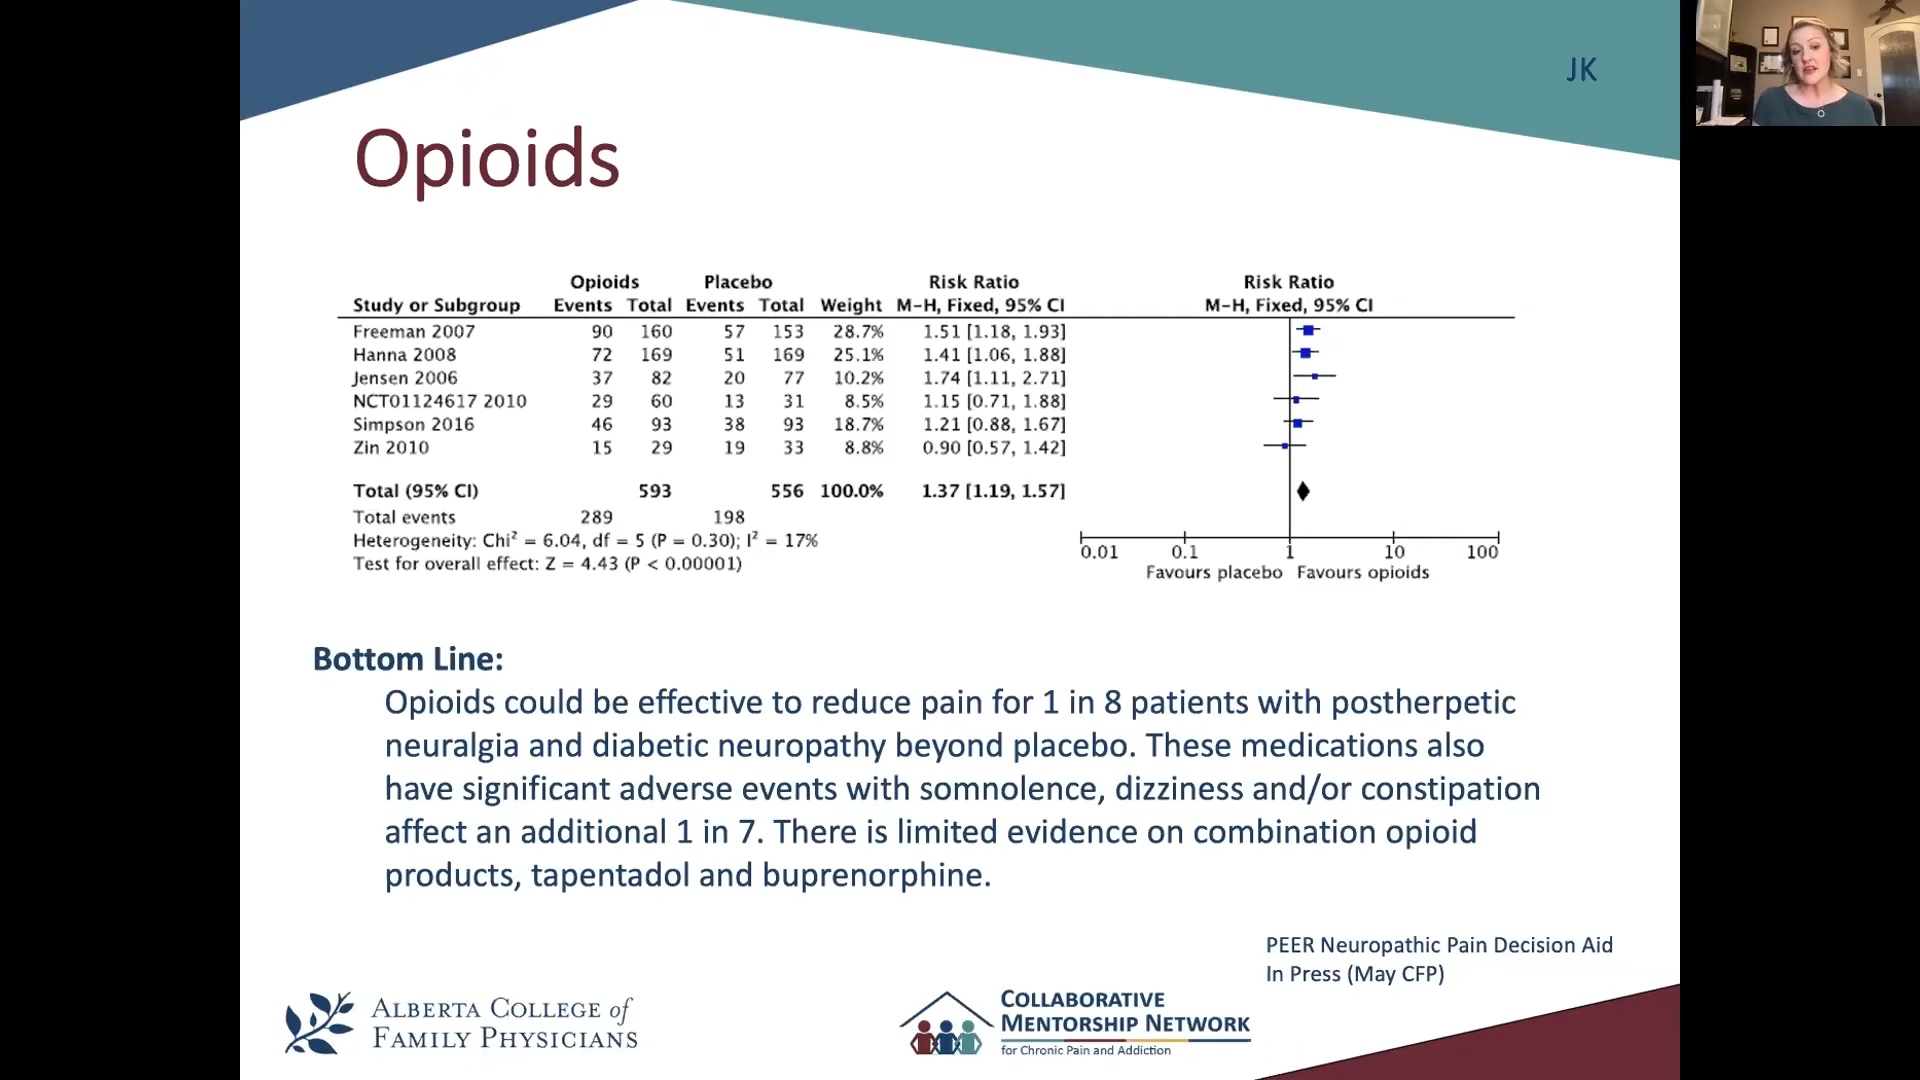 JK
Opioids
Opioids Placebo Risk Ratio Risk Ratio
Study or Subgroup Events Total Events Total Weight M-H, Fixed, 95% CI M-H, Fixed, 95% CI
Freeman 2007 90 160 57 153 28.7% 1.51 [1.18, 1.93]
Hanna 2008 72 169 51 169 25.1% 1.41 [1.06, 1.88]
Jensen 2006 37 82 20 77 10.2% 1.74 [1.11, 2.71]
NCT01124617 2010 29 60 13 31 8.5% 1.15 [0.71, 1.88]
Simpson 2016 46 93 38 93 18.7% 1.21 [0.88, 1.67]
Zin 2010 15 29 19 33 8.8% 0.90 [0.57, 1.42]
Total (95% CI) 593 556 100.0% 1.37 [1.19, 1.57]
Total events 289 198
Heterogeneity: Chi² = 6.04, df = 5 (P = 0.30); I² = 17%
Test for overall effect: Z = 4.43 (P < 0.00001)
0.01 0.1 1 10 100
Favours placebo Favours opioids
Bottom Line:
Opioids could be effective to reduce pain for 1 in 8 patients with postherpetic
neuralgia and diabetic neuropathy beyond placebo. These medications also
have significant adverse events with somnolence, dizziness and/or constipation
affect an additional 1 in 7. There is limited evidence on combination opioid
products, tapentadol and buprenorphine.
PEER Neuropathic Pain Decision Aid
In Press (May CFP)
ALBERTA COLLEGE of
FAMILY PHYSICIANS
COLLABORATIVE
MENTORSHIP NETWORK
for Chronic Pain and Addiction